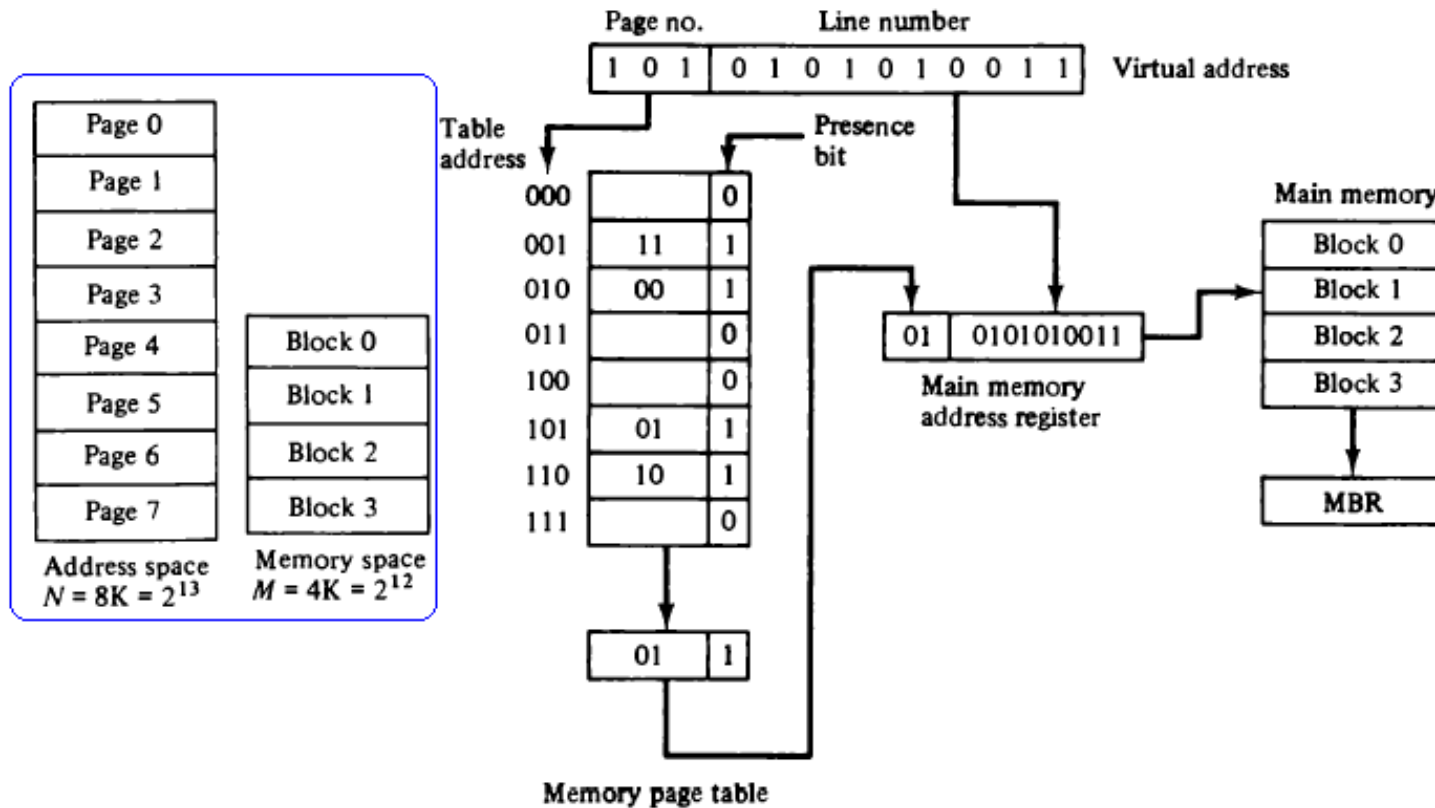 Page no.
Line number
1 0 1 0 1 0 1 0 1 0 0 1 1
Virtual address
Page 0
Page 1
Page 2
Page 3
Page 4
Page 5
Page 6
Page 7
Address space
N = 8K = 2¹³
Block 0
Block 1
Block 2
Block 3
Memory space
M = 4K = 2¹²
Table
address
Presence
bit
000 0
001 11 1
010 00 1
011 0
100 0
101 01 1
110 10 1
111 0
01 1
Memory page table
01 0101010011
Main memory
address register
Main memory
Block 0
Block 1
Block 2
Block 3
MBR